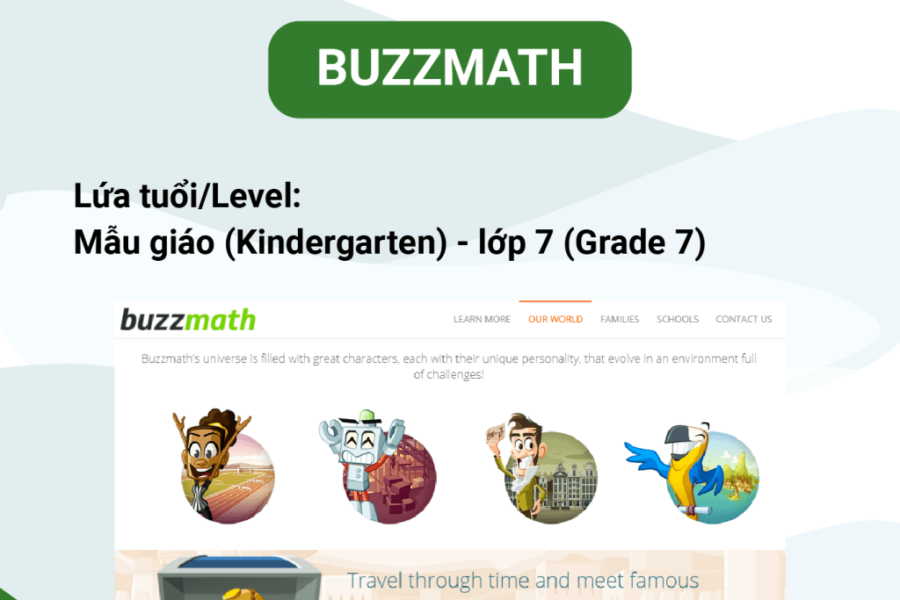 BUZZMATH
Lứa tuổi/Level:
Mẫu giáo (Kindergarten) - lớp 7 (Grade 7)
buzzmath
LEARN MORE OUR WORLD FAMILIES SCHOOLS CONTACT US
Buzzmath's universe is filled with great characters, each with their unique personality, that evolve in an environment full
of challenges!
Travel through time and meet famous